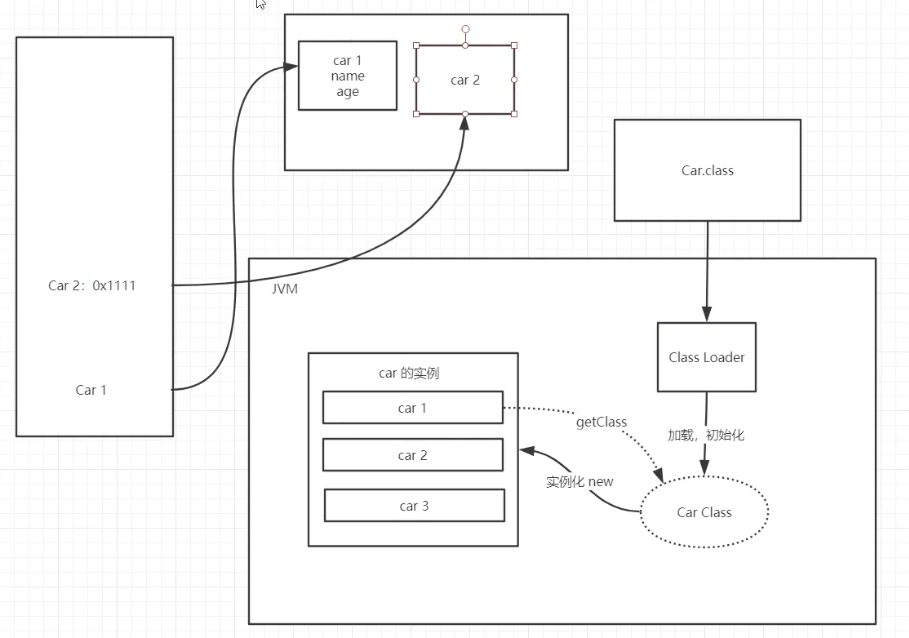 car 1
name
age
car 2
Car.class
Car 2：0x1111
JVM
Car 1
Class Loader
car 的实例
car 1
getClass
加载，初始化
car 2
实例化 new
car 3
Car Class